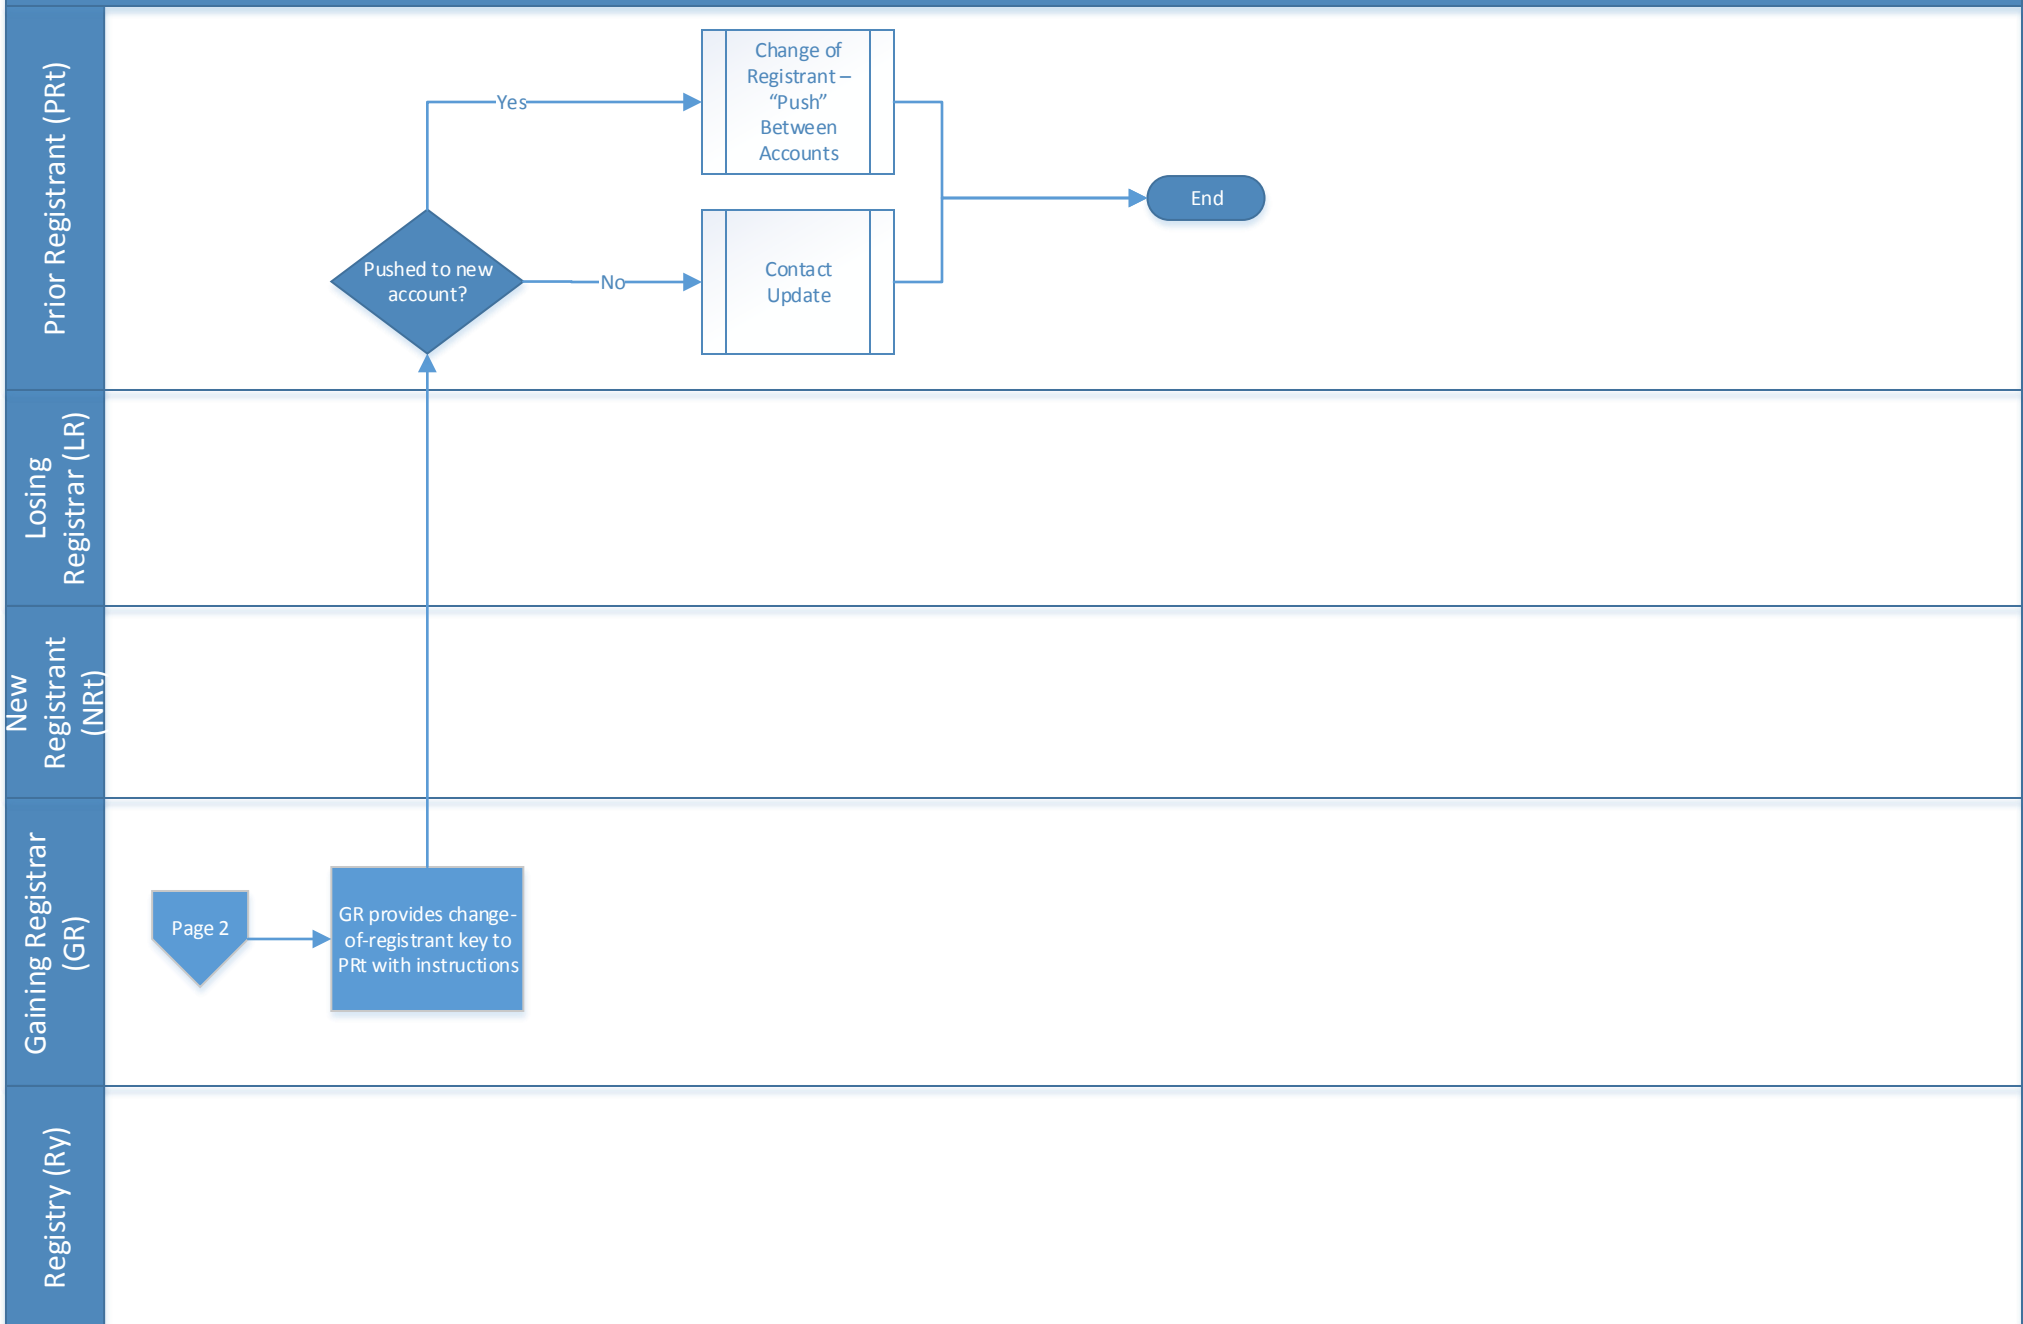 Prior Registrant (PRt)
Change of
Registrant –
“Push”
Between
Accounts
Yes
End
Pushed to new
account?
No
Contact
Update
Losing
Registrar (LR)
New
Registrant
(NRt)
Gaining Registrar
(GR)
Page 2
GR provides change-
of-registrant key to
PRt with instructions
Registry (Ry)